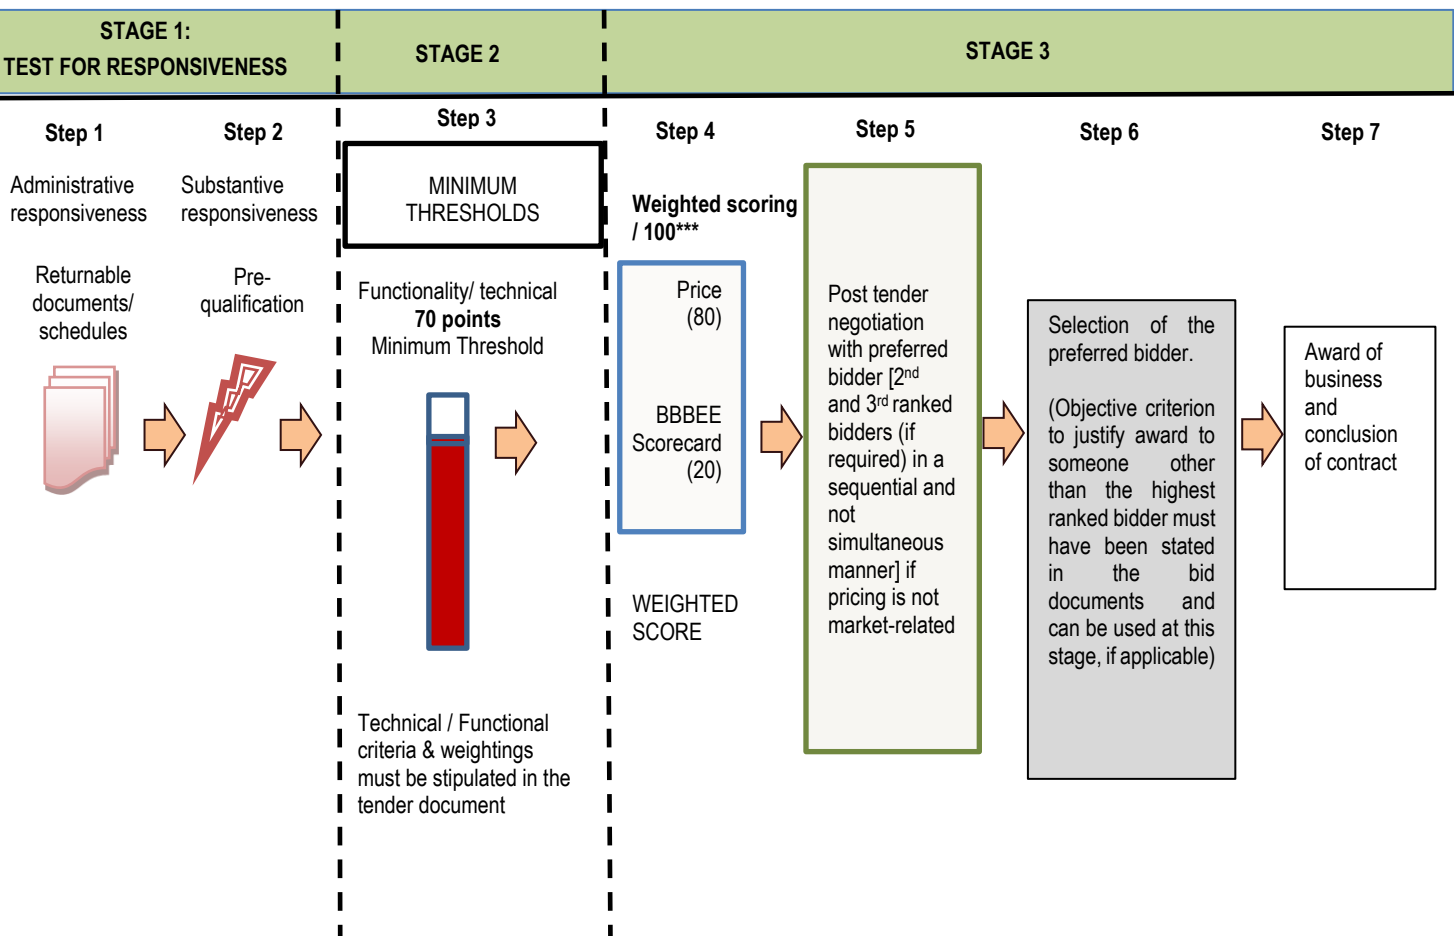 STAGE 1:
TEST FOR RESPONSIVENESS
STAGE 2
STAGE 3
Step 1
Administrative
responsiveness
Returnable
documents/
schedules
Step 2
Substantive
responsiveness
Pre-
qualification
Step 3
MINIMUM
THRESHOLDS
Functionality/ technical
70 points
Minimum Threshold
Technical / Functional
criteria & weightings
must be stipulated in the
tender document
Step 4
Weighted scoring
/ 100***
Price
(80)
BBBEE
Scorecard
(20)
WEIGHTED
SCORE
Step 5
Post tender
negotiation
with preferred
bidder [2nd
and 3rd ranked
bidders (if
required) in a
sequential and
not
simultaneous
manner] if
pricing is not
market-related
Step 6
Selection of the
preferred bidder.
(Objective criterion
to justify award to
someone other
than the highest
ranked bidder must
have been stated
in the bid
documents and
can be used at this
stage, if applicable)
Step 7
Award of
business
and
conclusion
of contract